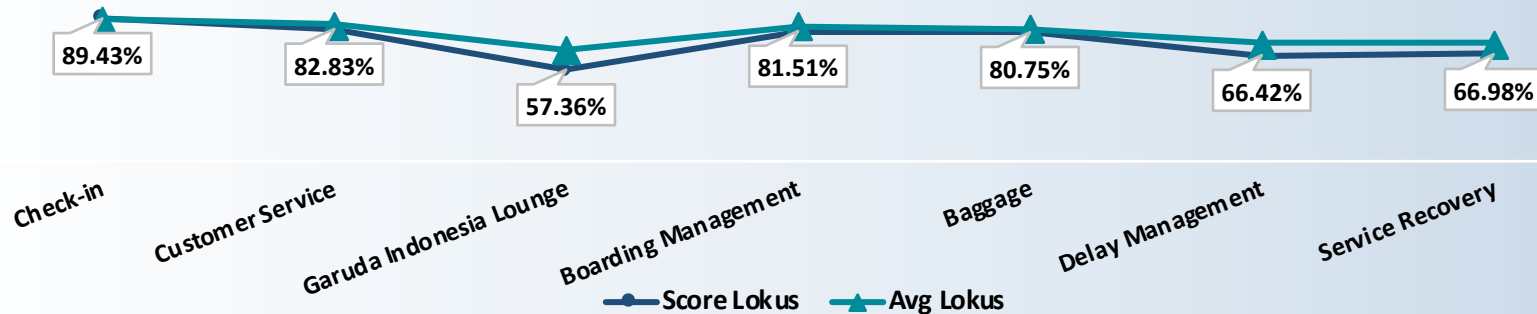 89.43%
82.83%
57.36%
81.51%
80.75%
66.42%
66.98%
Check-in
Customer Service
Garuda Indonesia Lounge
Boarding Management
Baggage
Delay Management
Service Recovery
Score Lokus
Avg Lokus